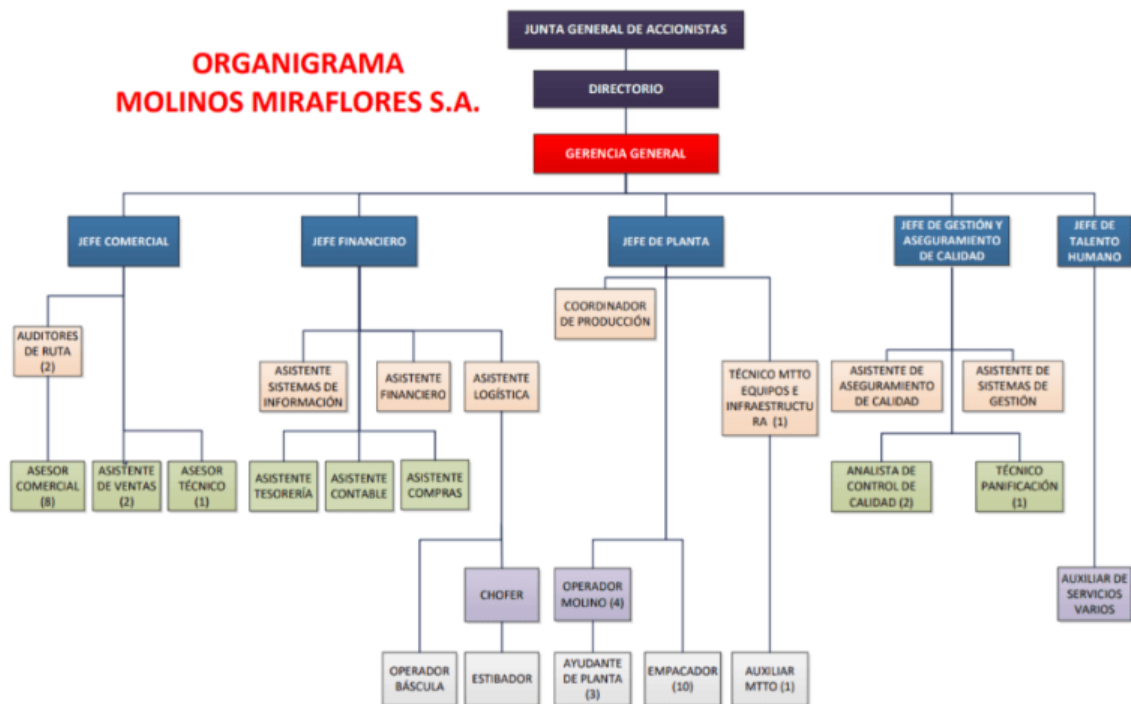 JUNTA GENERAL DE ACCIONISTAS
ORGANIGRAMA
MOLINOS MIRAFLORES S.A.
DIRECTORIO
GERENCIA GENERAL
JEFE COMERCIAL
JEFE FINANCIERO
JEFE DE PLANTA
JEFE DE GESTIÓN Y
ASEGURAMIENTO
DE CALIDAD
JEFE DE
TALENTO
HUMANO
COORDINADOR
DE PRODUCCIÓN
AUDITORES
DE RUTA
(2)
ASISTENTE
SISTEMAS DE
INFORMACIÓN
ASISTENTE
FINANCIERO
ASISTENTE
LOGÍSTICA
TÉCNICO MTTO
EQUIPOS E
INFRAESTRUCTU
RA (1)
ASISTENTE DE
ASEGURAMIENTO
DE CALIDAD
ASISTENTE DE
SISTEMAS DE
GESTIÓN
ASESOR
COMERCIAL
(8)
ASISTENTE
DE VENTAS
(2)
ASESOR
TÉCNICO
(1)
ASISTENTE
TESORERÍA
ASISTENTE
CONTABLE
ASISTENTE
COMPRAS
ANALISTA DE
CONTROL DE
CALIDAD (2)
TÉCNICO
PANIFICACIÓN
(1)
CHOFER
OPERADOR
MOLINO (4)
AUXILIAR DE
SERVICIOS
VARIOS
OPERADOR
BÁSCULA
ESTIBADOR
AYUDANTE
DE PLANTA
(3)
EMPACADOR
(10)
AUXILIAR
MTTO (1)